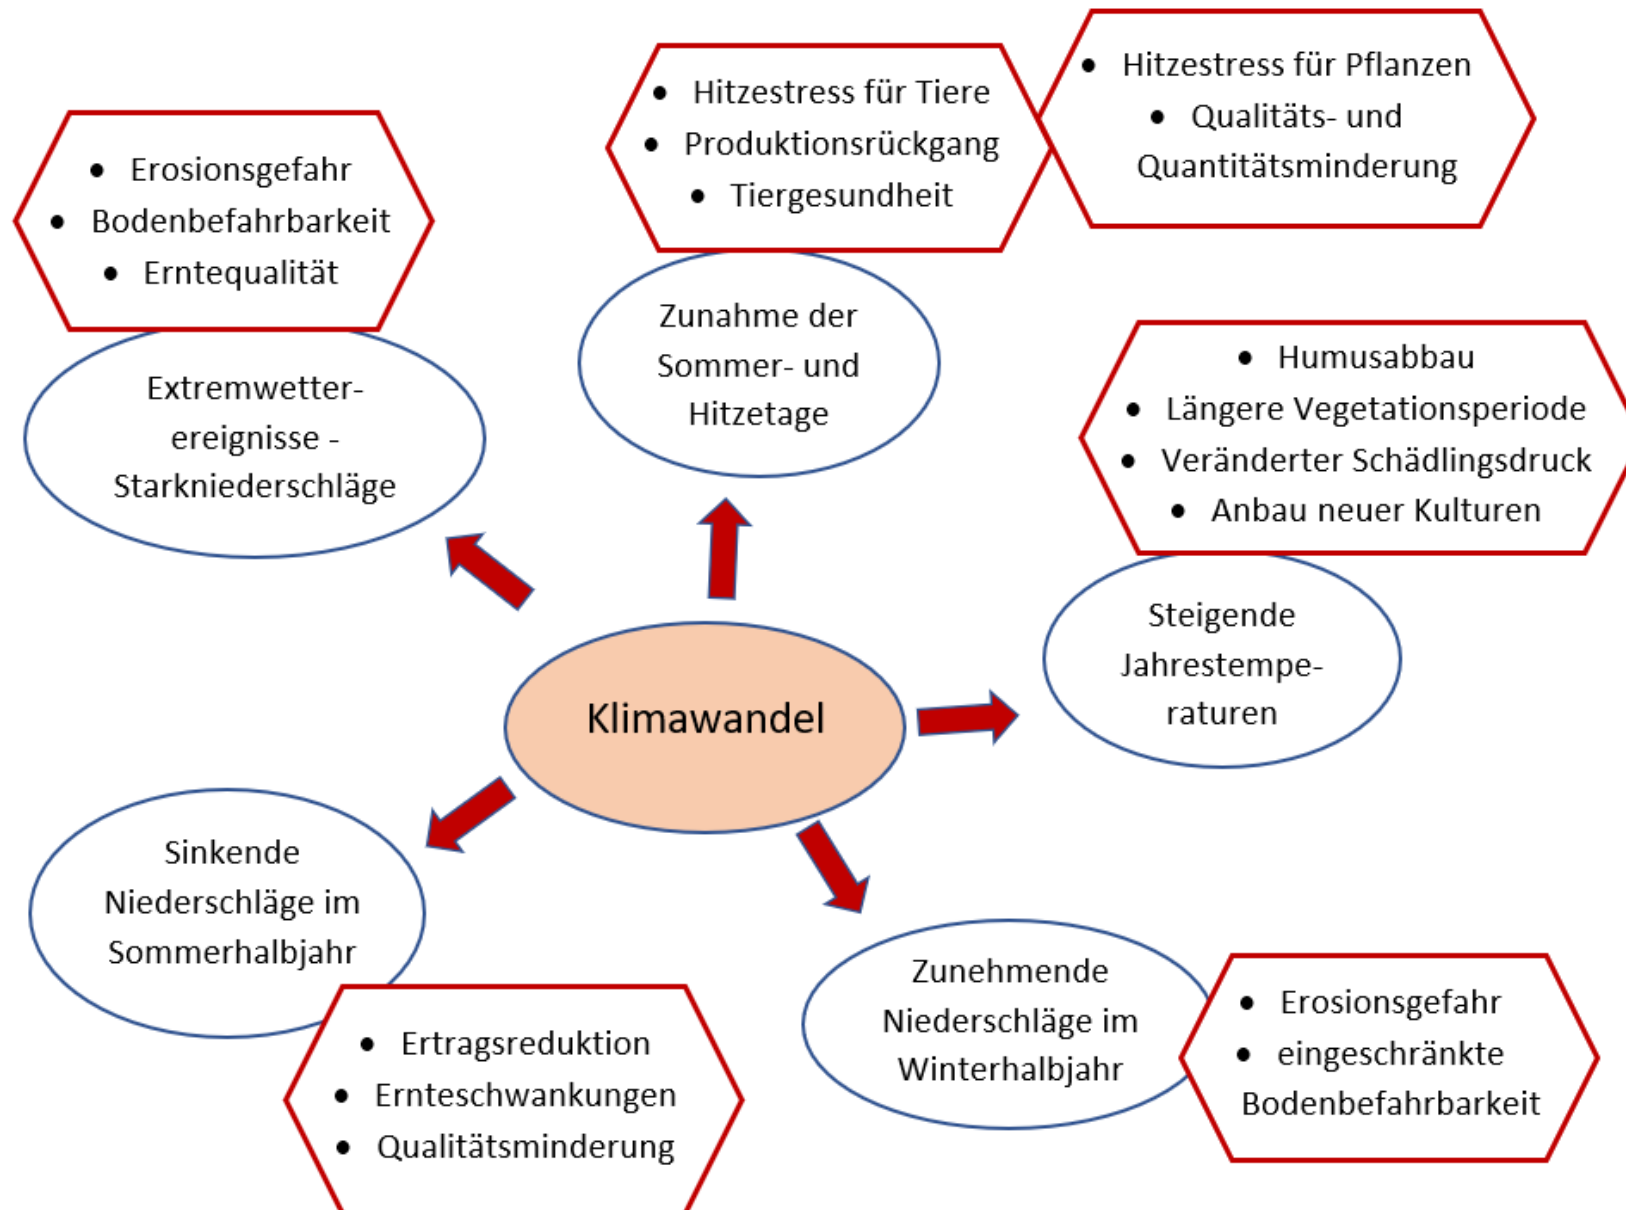 • Erosionsgefahr
• Bodenbefahrbarkeit
• Erntequalität
Extremwetter-
ereignisse -
Starkniederschläge
• Hitzestress für Tiere
• Produktionsrückgang
• Tiergesundheit
• Hitzestress für Pflanzen
• Qualitäts- und
Quantitätsminderung
Zunahme der
Sommer- und
Hitzetage
• Humusabbau
• Längere Vegetationsperiode
• Veränderter Schädlingsdruck
• Anbau neuer Kulturen
Steigende
Jahrestempe-
raturen
Klimawandel
Sinkende
Niederschläge im
Sommerhalbjahr
• Ertragsreduktion
• Ernteschwankungen
• Qualitätsminderung
Zunehmende
Niederschläge im
Winterhalbjahr
• Erosionsgefahr
• eingeschränkte
Bodenbefahrbarkeit